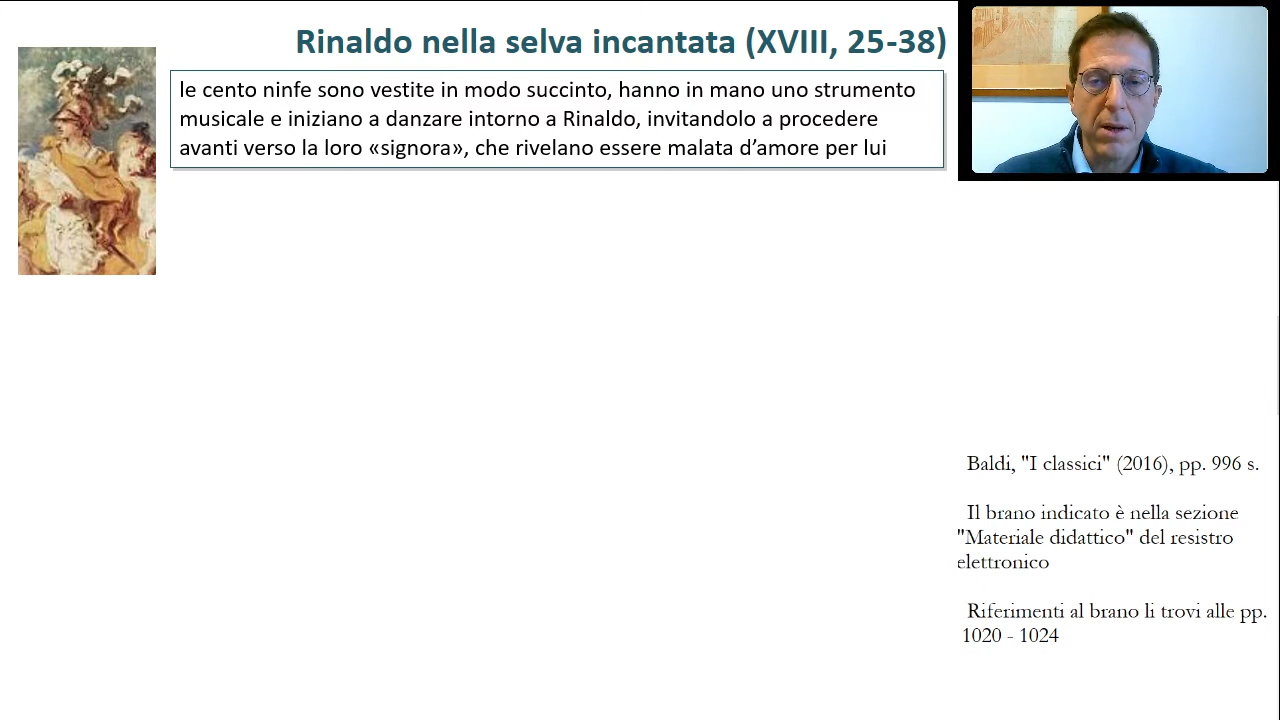 Rinaldo nella selva incantata (XVIII, 25-38)
le cento ninfe sono vestite in modo succinto, hanno in mano uno strumento
musicale e iniziano a danzare intorno a Rinaldo, invitandolo a procedere
avanti verso la loro «signora», che rivelano essere malata d’amore per lui
Baldi, "I classici" (2016), pp. 996 s.
Il brano indicato è nella sezione
"Materiale didattico" del resistro
elettronico
Riferimenti al brano li trovi alle pp.
1020 - 1024